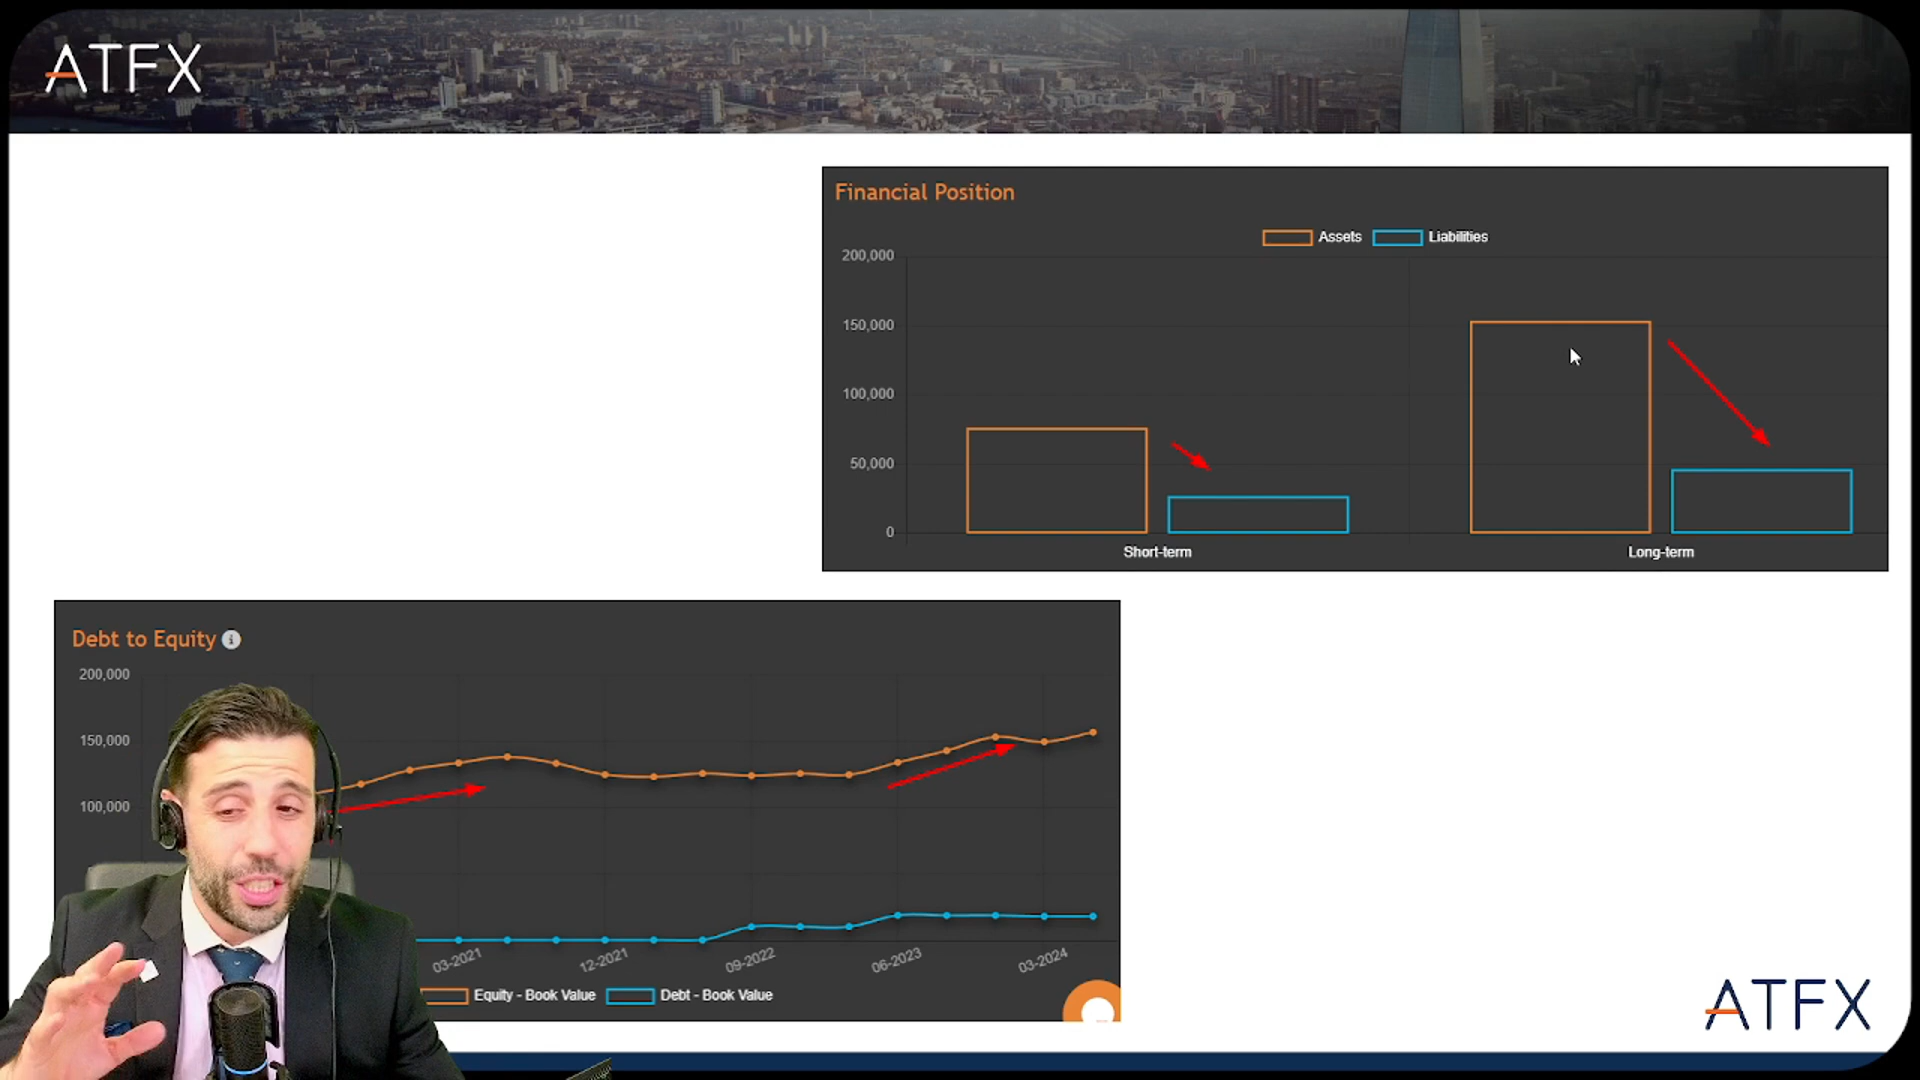 ATFX
Financial Position
Assets
Liabilities
200,000
150,000
100,000
50,000
0
Short-term
Long-term
Debt to Equity
200,000
150,000
100,000
03-2021
12-2021
09-2022
06-2023
03-2024
Equity - Book Value
Debt - Book Value
ATFX